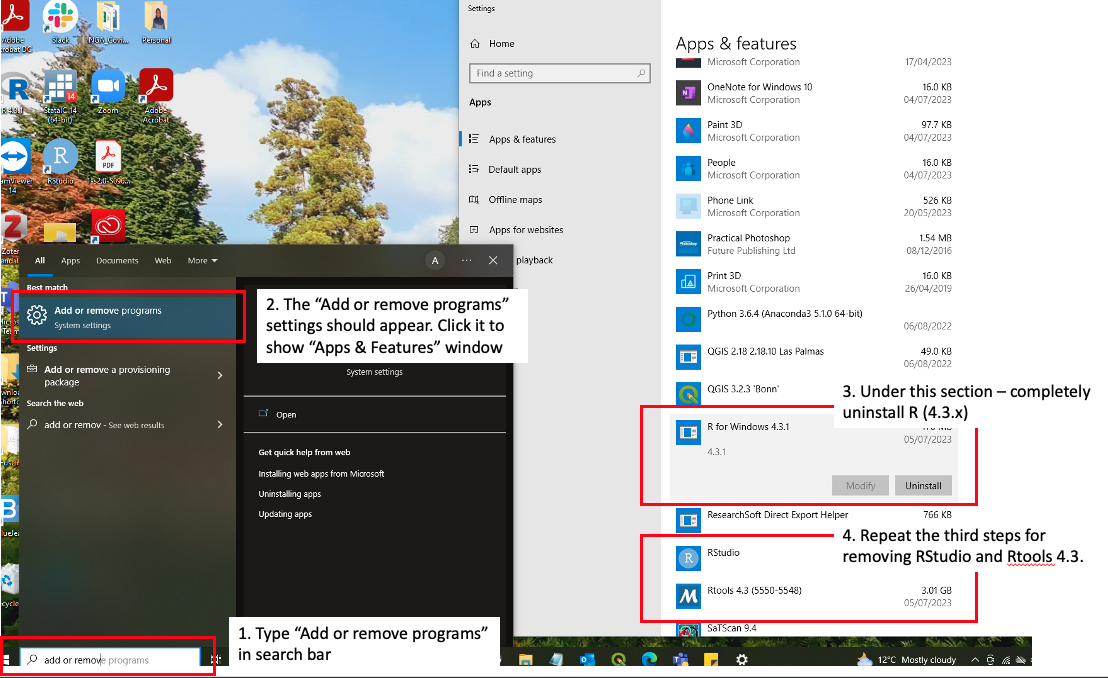 Adobe
Acrobat DC
Slack
Personal
R 4.3.1
StataIC 14
(64-bit)
14
Zoom
Adobe
Acrobat
TeamViewer
14
R
RStudio
PDF
All
Apps
Documents
Web
More
A
Best match
Add or remove programs
System settings
Settings
Add or remove a provisioning
package
Search the web
add or remov - See web results
System settings
Open
Get quick help from web
Installing web apps from Microsoft
Uninstalling apps
Updating apps
2. The “Add or remove programs”
settings should appear. Click it to
show “Apps & Features” window
1. Type “Add or remove programs”
in search bar
add or remove programs
Settings
Home
Find a setting
Apps
Apps & features
Default apps
Offline maps
Apps for websites
playback
Apps & features
Microsoft Corporation 17/04/2023
OneNote for Windows 10 16.0 KB
Microsoft Corporation 04/07/2023
Paint 3D 97.7 KB
Microsoft Corporation 04/07/2023
People 16.0 KB
Microsoft Corporation 04/07/2023
Phone Link 526 KB
Microsoft Corporation 20/05/2023
Practical Photoshop 1.54 MB
Future Publishing Ltd 08/12/2016
Print 3D 16.0 KB
Microsoft Corporation 26/04/2019
Python 3.6.4 (Anaconda3 5.1.0 64-bit)
06/08/2022
QGIS 2.18 2.18.10 Las Palmas 49.0 KB
06/08/2022
QGIS 3.2.3 'Bonn'
3. Under this section – completely
uninstall R (4.3.x)
R for Windows 4.3.1
05/07/2023
4.3.1
Modify Uninstall
ResearchSoft Direct Export Helper 766 KB
4. Repeat the third steps for
removing RStudio and Rtools 4.3.
RStudio
Rtools 4.3 (5550-5548) 3.01 GB
05/07/2023
SaTScan 9.4
12°C Mostly cloudy